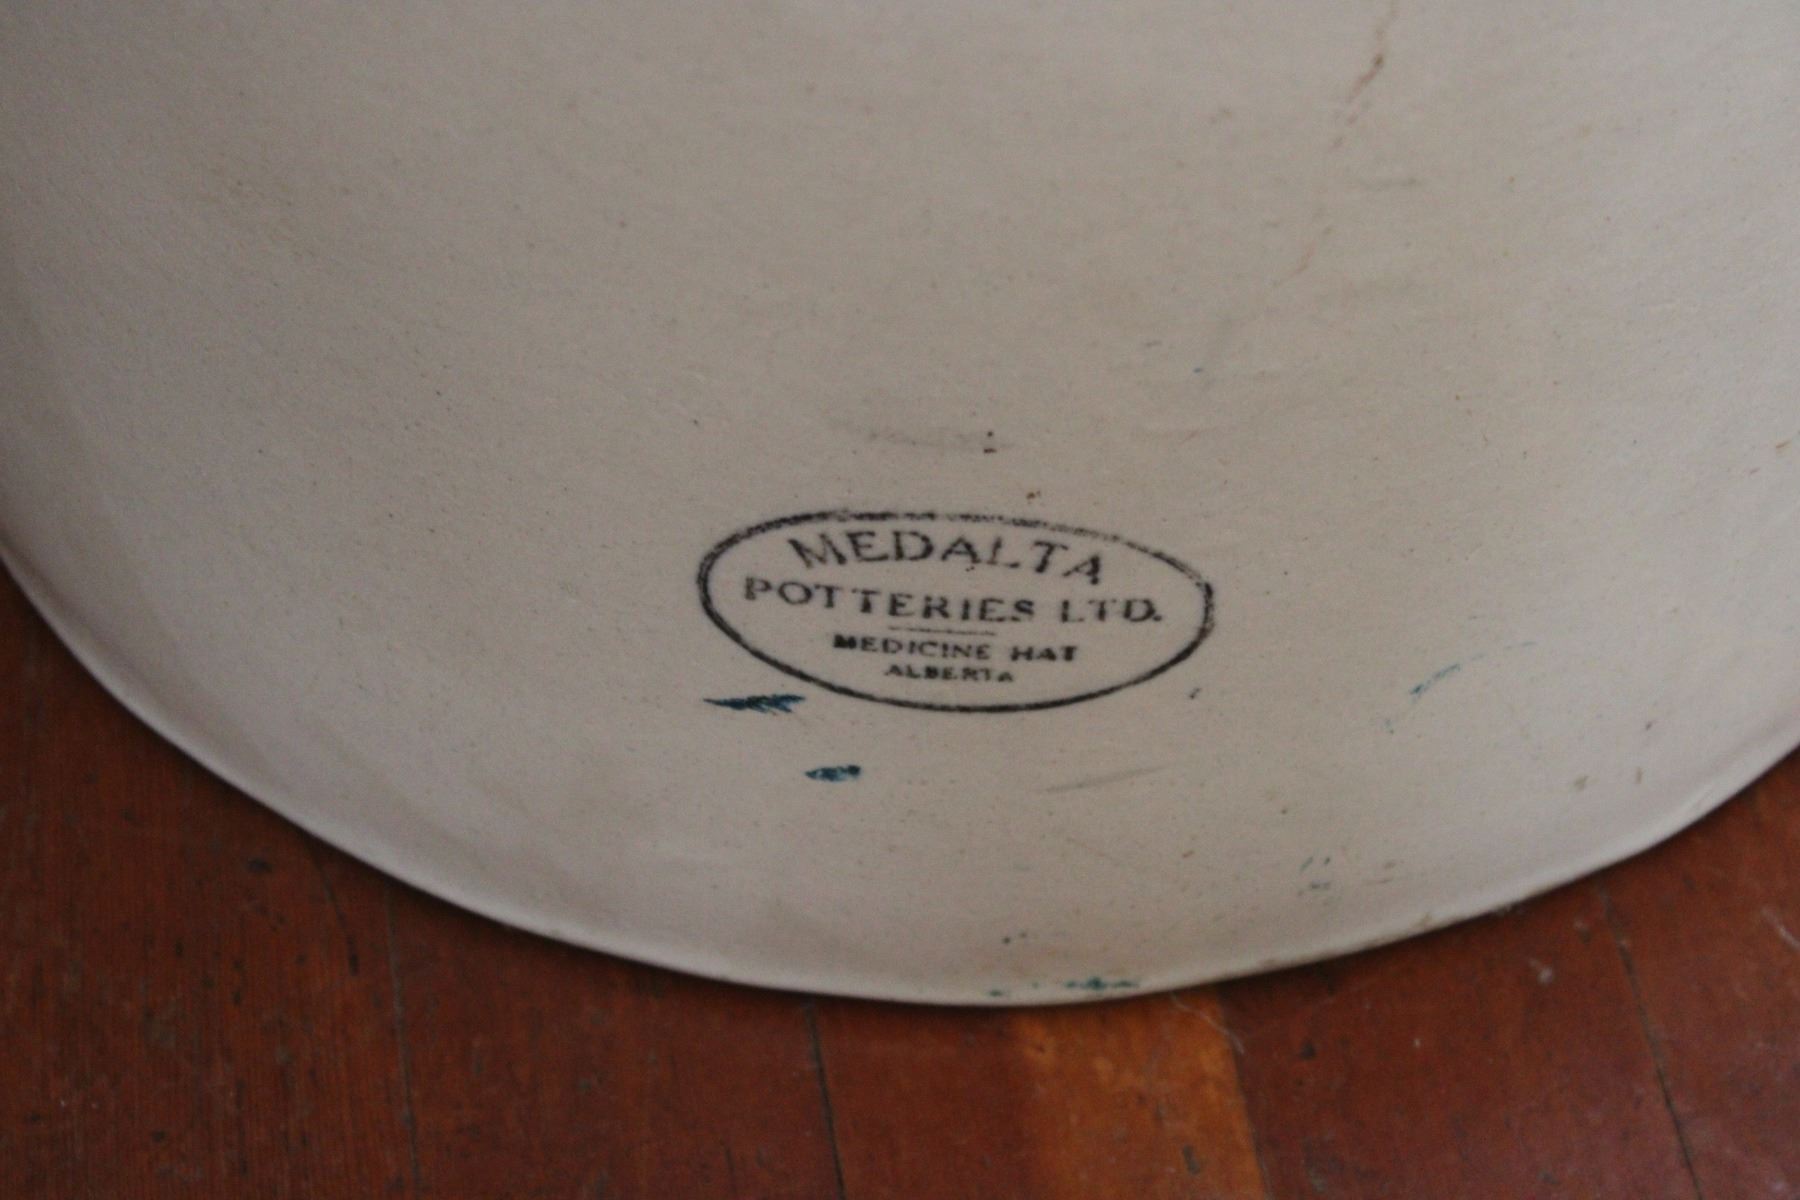 MEDALTA
POTTERIES LTD.
MEDICINE HAT
ALBERTA